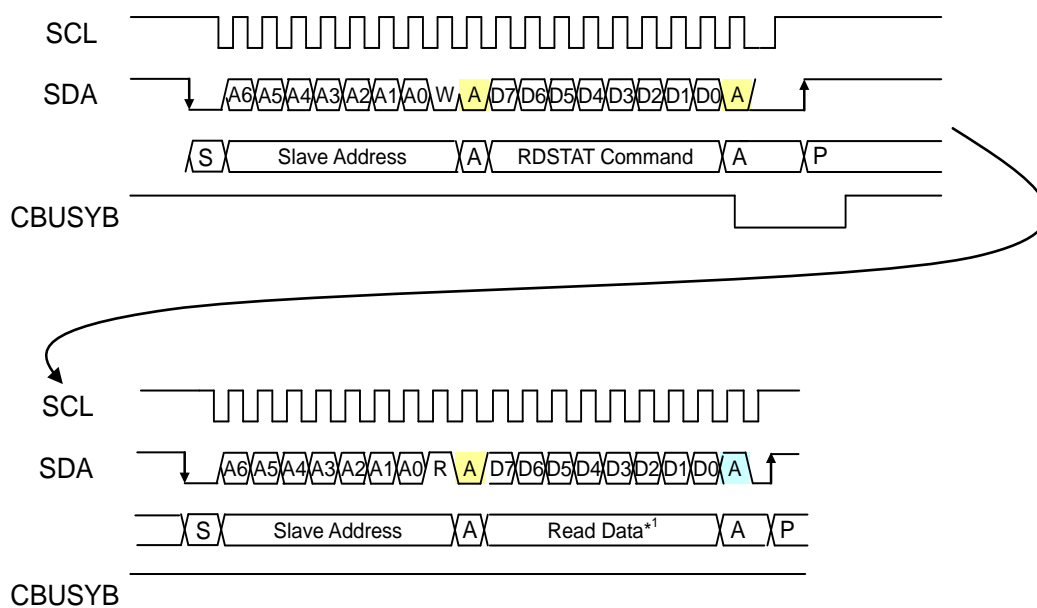 SCL
SDA A6 A5 A4 A3 A2 A1 A0 W A D7 D6 D5 D4 D3 D2 D1 D0 A
S Slave Address A RDSTAT Command A P
CBUSYB
SCL
SDA A6 A5 A4 A3 A2 A1 A0 R A D7 D6 D5 D4 D3 D2 D1 D0 A
S Slave Address A Read Data*1 A P
CBUSYB